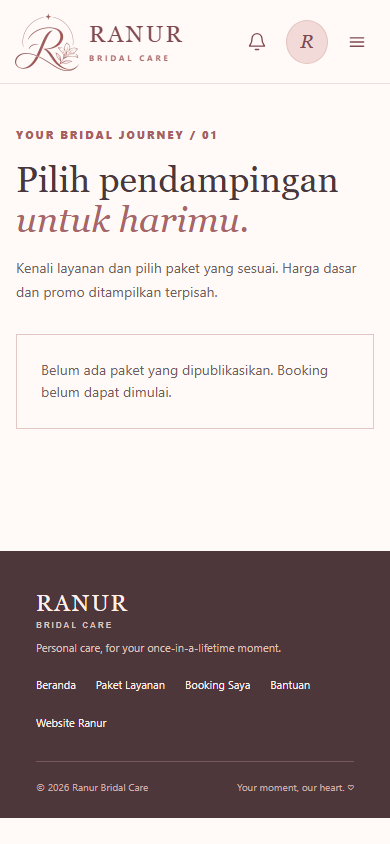 RANUR
BRIDAL CARE
R
YOUR BRIDAL JOURNEY / 01
Pilih pendampingan
untuk harimu.
Kenali layanan dan pilih paket yang sesuai. Harga dasar
dan promo ditampilkan terpisah.
Belum ada paket yang dipublikasikan. Booking
belum dapat dimulai.
RANUR
BRIDAL CARE
Personal care, for your once-in-a-lifetime moment.
Beranda Paket Layanan Booking Saya Bantuan
Website Ranur
© 2026 Ranur Bridal Care Your moment, our heart. ♡